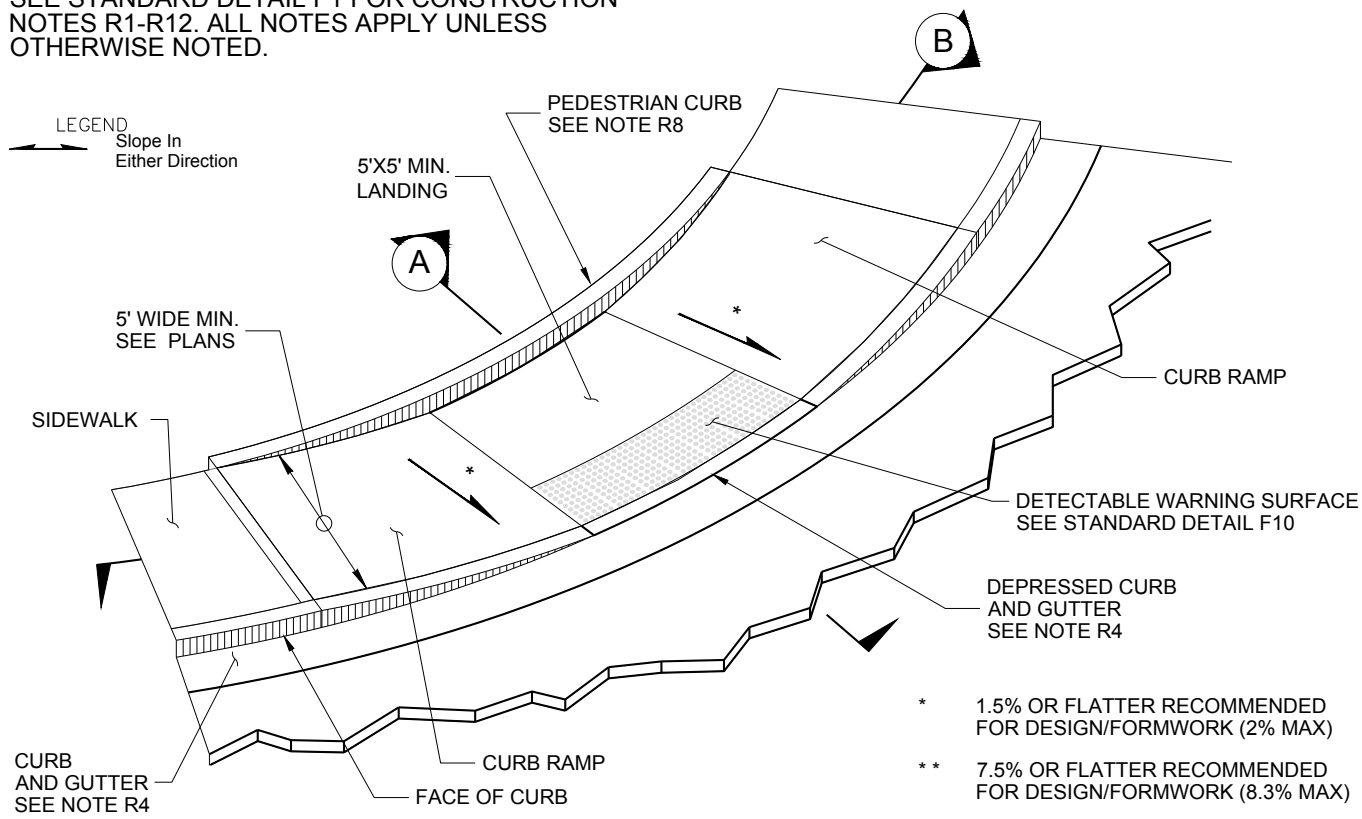 SEE STANDARD DETAIL F1 FOR CONSTRUCTION
NOTES R1-R12. ALL NOTES APPLY UNLESS
OTHERWISE NOTED.
LEGEND
Slope In
Either Direction
PEDESTRIAN CURB
SEE NOTE R8
B
5'X5' MIN.
LANDING
A
5' WIDE MIN.
SEE PLANS
*
CURB RAMP
SIDEWALK
*
DETECTABLE WARNING SURFACE
SEE STANDARD DETAIL F10
DEPRESSED CURB
AND GUTTER
SEE NOTE R4
* 1.5% OR FLATTER RECOMMENDED
FOR DESIGN/FORMWORK (2% MAX)
CURB
AND GUTTER
SEE NOTE R4
CURB RAMP
FACE OF CURB
* * 7.5% OR FLATTER RECOMMENDED
FOR DESIGN/FORMWORK (8.3% MAX)